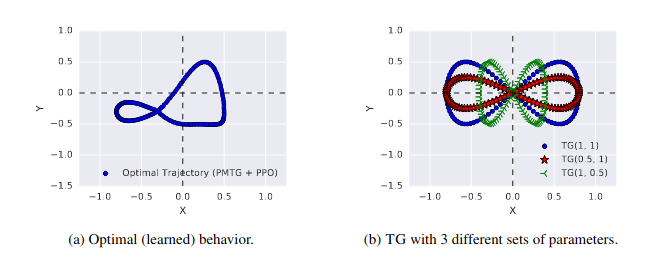 1.0
0.5
0.0
−0.5
−1.0
−1.5
Y
−1.0 −0.5 0.0 0.5 1.0
X
Optimal Trajectory (PMTG + PPO)
(a) Optimal (learned) behavior.
1.0
0.5
0.0
−0.5
−1.0
−1.5
Y
−1.0 −0.5 0.0 0.5 1.0
X
TG(1, 1)
TG(0.5, 1)
TG(1, 0.5)
(b) TG with 3 different sets of parameters.